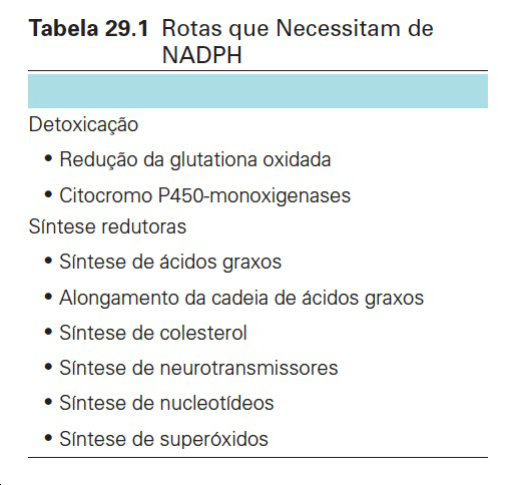 Tabela 29.1 Rotas que Necessitam de
NADPH
Detoxicação
• Redução da glutationa oxidada
• Citocromo P450-monoxigenases
Síntese redutoras
• Síntese de ácidos graxos
• Alongamento da cadeia de ácidos graxos
• Síntese de colesterol
• Síntese de neurotransmissores
• Síntese de nucleotídeos
• Síntese de superóxidos